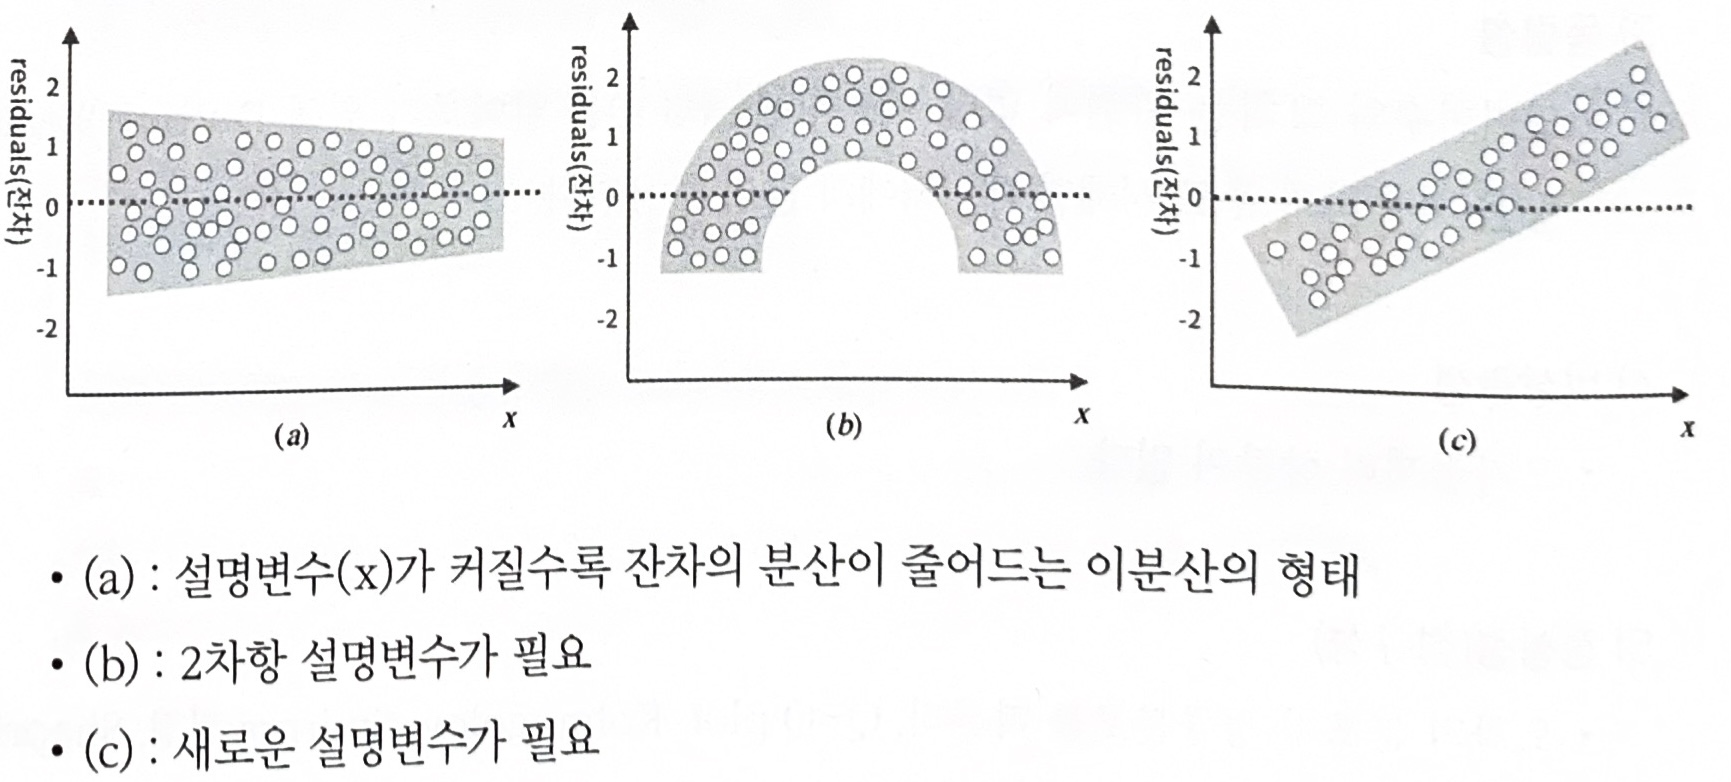 residuals(잔차)
2
1
0
-1
-2
x
(a)
residuals(잔차)
2
1
0
-1
-2
x
(b)
residuals(잔차)
2
1
0
-1
-2
x
(c)
• (a) : 설명변수(x)가 커질수록 잔차의 분산이 줄어드는 이분산의 형태
• (b) : 2차항 설명변수가 필요
• (c) : 새로운 설명변수가 필요